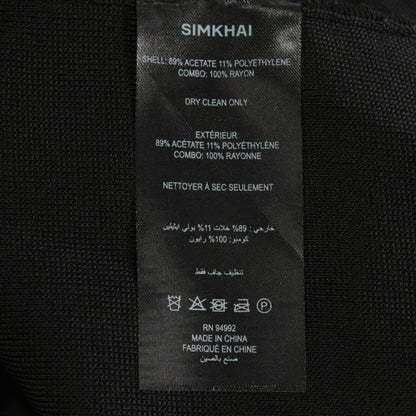 SIMKHAI
SHELL: 89% ACETATE 11% POLYETHYLENE
COMBO: 100% RAYON
DRY CLEAN ONLY
EXTÉRIEUR:
89% ACETATE 11% POLYÉTHYLÈNE
COMBO: 100% RAYONNE
NETTOYER À SEC SEULEMENT
خارجي : 89% خلات 11% بولي ايثيلين
كومبو: 100% رايون
تنظيف جاف فقط
RN 94992
MADE IN CHINA
FABRIQUÉ EN CHINE
صنع بالصين